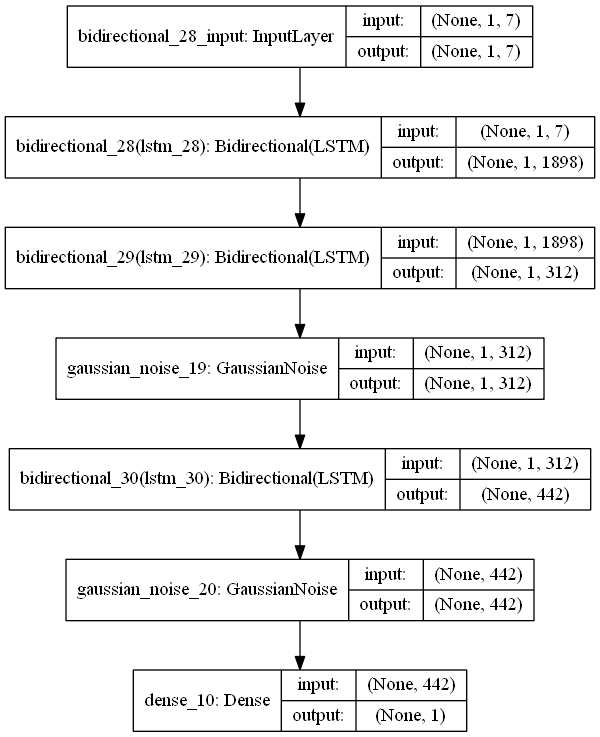 bidirectional_28_input: InputLayer input: (None, 1, 7)
output: (None, 1, 7)
bidirectional_28(lstm_28): Bidirectional(LSTM) input: (None, 1, 7)
output: (None, 1, 1898)
bidirectional_29(lstm_29): Bidirectional(LSTM) input: (None, 1, 1898)
output: (None, 1, 312)
gaussian_noise_19: GaussianNoise input: (None, 1, 312)
output: (None, 1, 312)
bidirectional_30(lstm_30): Bidirectional(LSTM) input: (None, 1, 312)
output: (None, 442)
gaussian_noise_20: GaussianNoise input: (None, 442)
output: (None, 442)
dense_10: Dense input: (None, 442)
output: (None, 1)